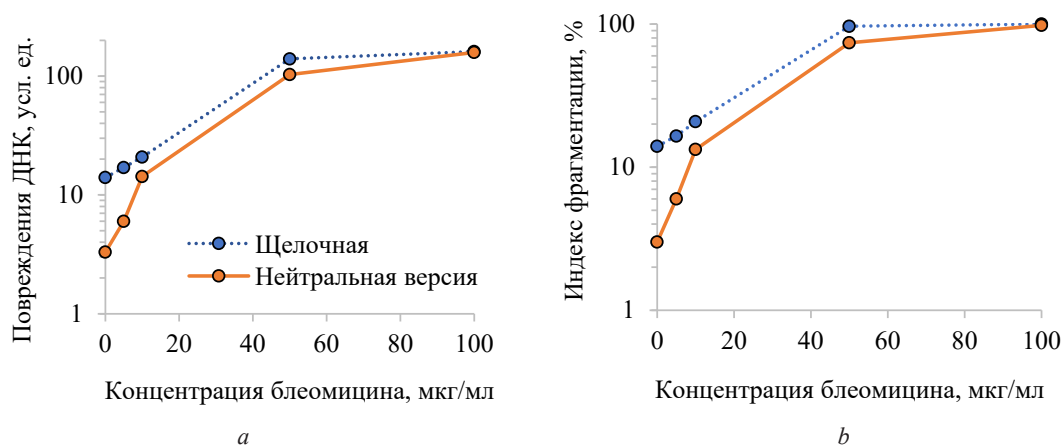 Повреждения ДНК, усл. ед.
100
10
1
Щелочная
Нейтральная версия
0 20 40 60 80 100
Концентрация блеомицина, мкг/мл
a
Индекс фрагментации, %
100
10
1
0 20 40 60 80 100
Концентрация блеомицина, мкг/мл
b